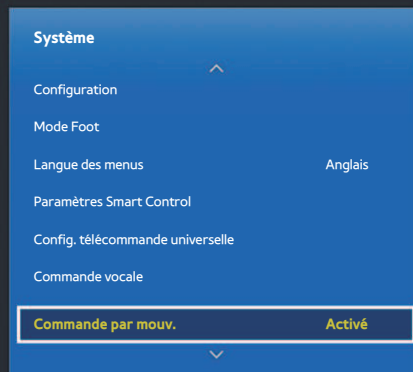 Système
Configuration
Mode Foot
Langue des menus Anglais
Paramètres Smart Control
Config. télécommande universelle
Commande vocale
Commande par mouv. Activé